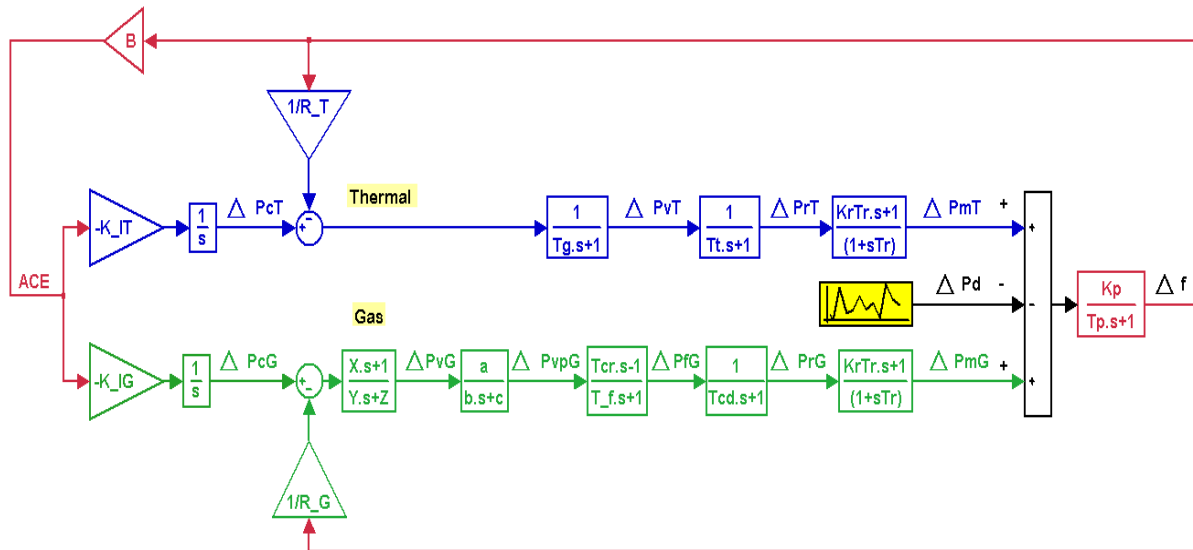 B
1/R_T
Thermal
-K_IT
1
s
Δ PcT
+
-
1
Tg.s+1
Δ PvT
1
Tt.s+1
Δ PrT
KrTr.s+1
(1+sTr)
Δ PmT
+
+
ACE
Δ Pd
-
-
Kp
Tp.s+1
Δ f
Gas
-K_IG
1
s
Δ PcG
+
-
X.s+1
Y.s+Z
Δ PvG
a
b.s+c
Δ PvpG
Tcr.s-1
T_f.s+1
Δ PfG
1
Tcd.s+1
Δ PrG
KrTr.s+1
(1+sTr)
Δ PmG
+
+
1/R_G